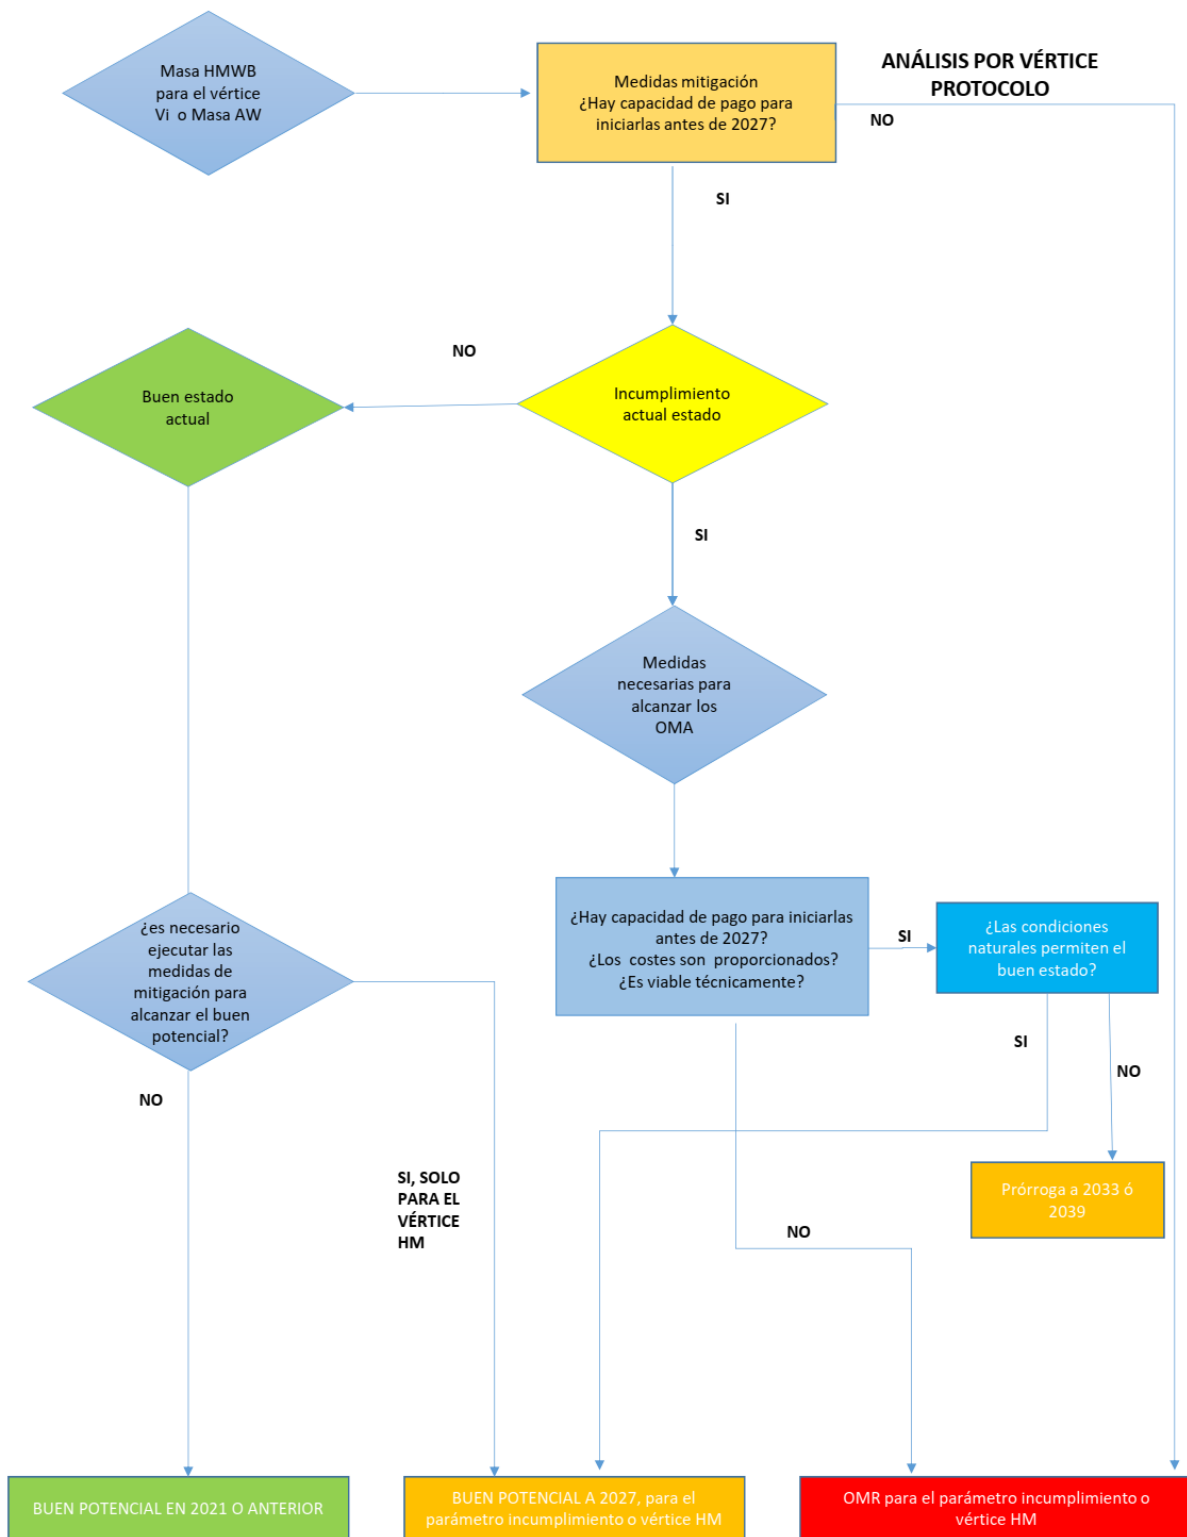 ANÁLISIS POR VÉRTICE
PROTOCOLO
Masa HMWB
para el vértice
Vi o Masa AW
Medidas mitigación
¿Hay capacidad de pago para
iniciarlas antes de 2027?
NO
SI
NO
Buen estado
actual
Incumplimiento
actual estado
SI
Medidas
necesarias para
alcanzar los
OMA
¿es necesario
ejecutar las
medidas de
mitigación para
alcanzar el buen
potencial?
¿Hay capacidad de pago para iniciarlas
antes de 2027?
¿Los costes son proporcionados?
¿Es viable técnicamente?
SI
¿Las condiciones
naturales permiten el
buen estado?
SI
NO
NO
SI, SOLO
PARA EL
VÉRTICE
HM
Prórroga a 2033 ó
2039
NO
BUEN POTENCIAL EN 2021 O ANTERIOR
BUEN POTENCIAL A 2027, para el
parámetro incumplimiento o vértice HM
OMR para el parámetro incumplimiento o
vértice HM